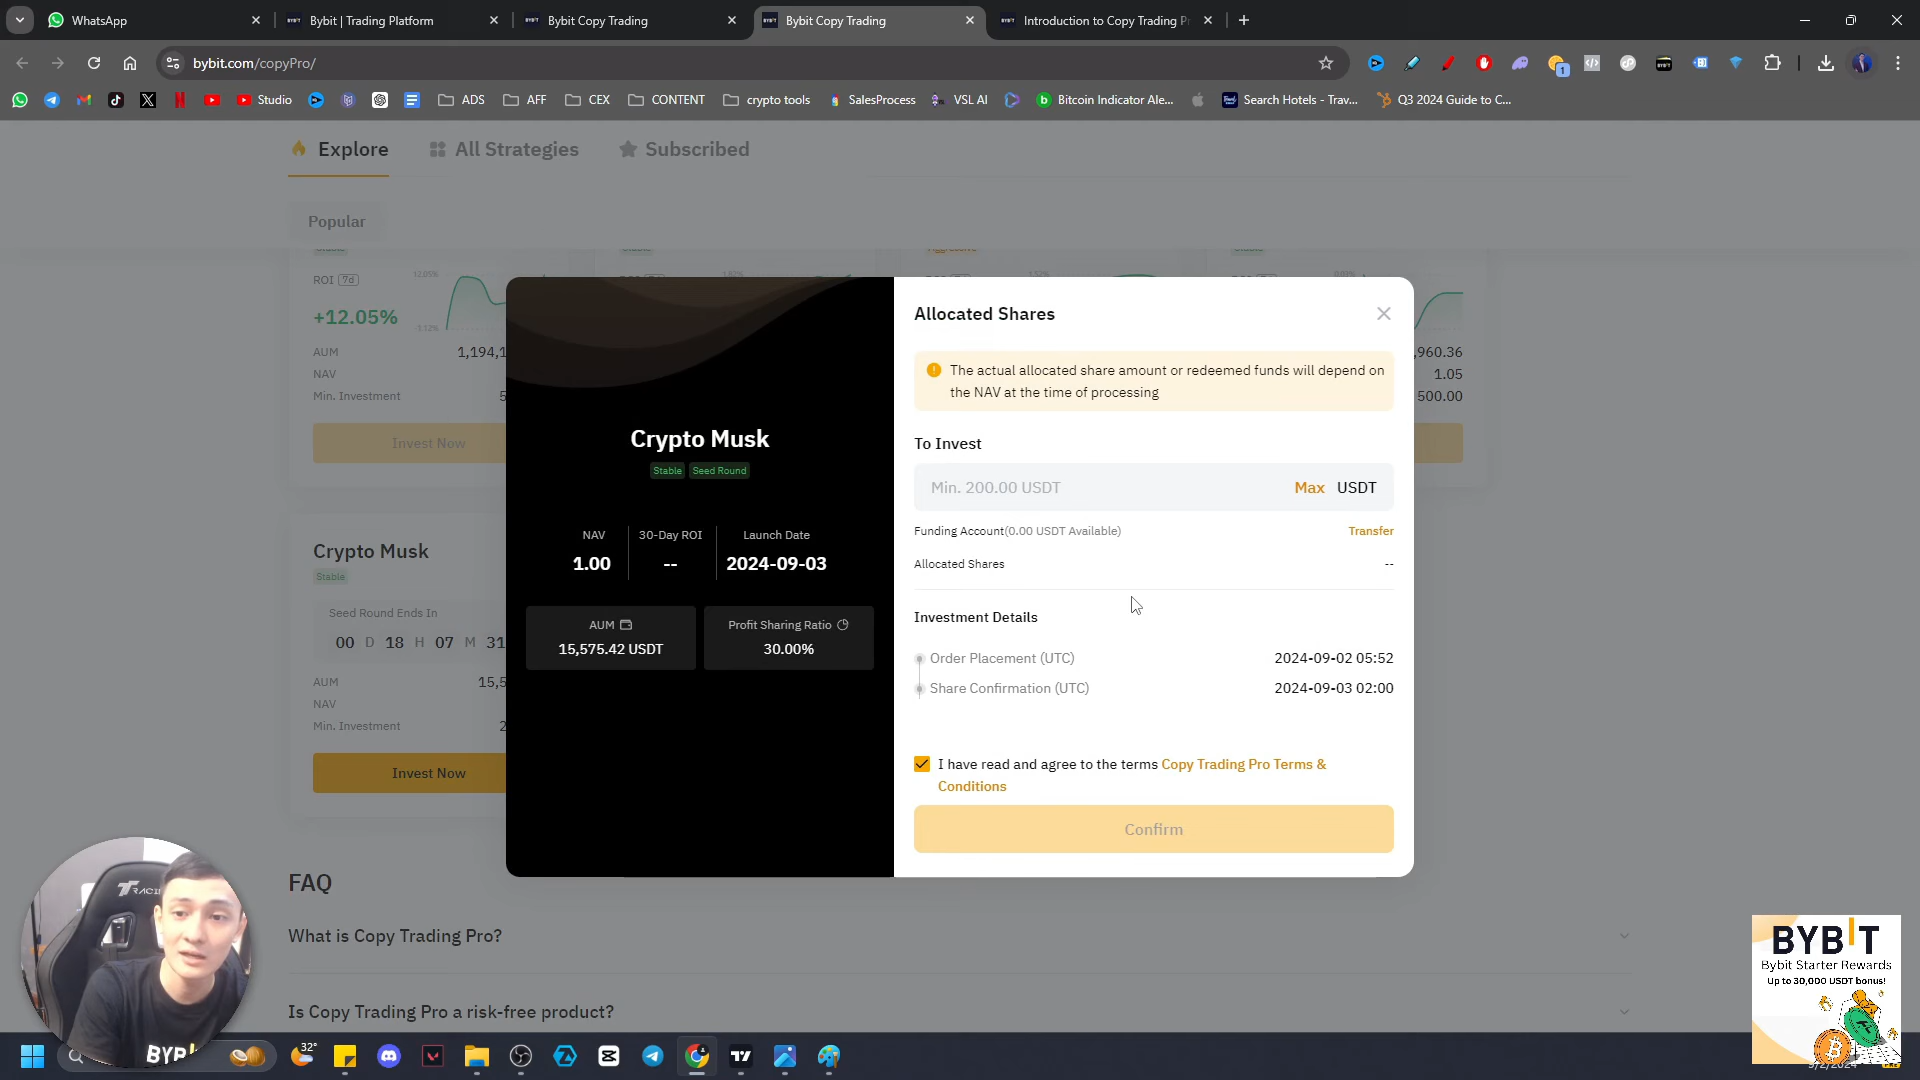 WhatsApp
Bybit | Trading Platform
Bybit Copy Trading
Bybit Copy Trading
Introduction to Copy Trading Pr
bybit.com/copyPro/
1
Studio
ADS
AFF
CEX
CONTENT
crypto tools
SalesProcess
VSL AI
Bitcoin Indicator Ale...
Search Hotels - Trav...
Q3 2024 Guide to C...
Explore
All Strategies
Subscribed
Popular
ROI 7d
12.05%
+12.05%
AUM
1,194,1
NAV
Min. Investment
5
Invest Now
,960.36
1.05
500.00
Crypto Musk
Stable
Seed Round Ends In
00 D 18 H 07 M 31
AUM
15,5
NAV
Min. Investment
2
Invest Now
Crypto Musk
Stable
Seed Round
NAV
1.00
30-Day ROI
--
Launch Date
2024-09-03
AUM
15,575.42 USDT
Profit Sharing Ratio
30.00%
Allocated Shares
The actual allocated share amount or redeemed funds will depend on
the NAV at the time of processing
To Invest
Min. 200.00 USDT
Max USDT
Funding Account(0.00 USDT Available)
Transfer
Allocated Shares
--
Investment Details
Order Placement (UTC)
2024-09-02 05:52
Share Confirmation (UTC)
2024-09-03 02:00
I have read and agree to the terms Copy Trading Pro Terms &
Conditions
Confirm
FAQ
What is Copy Trading Pro?
Is Copy Trading Pro a risk-free product?
BYBIT
Bybit Starter Rewards
Up to 30,000 USDT bonus!
32°
9/2/2024